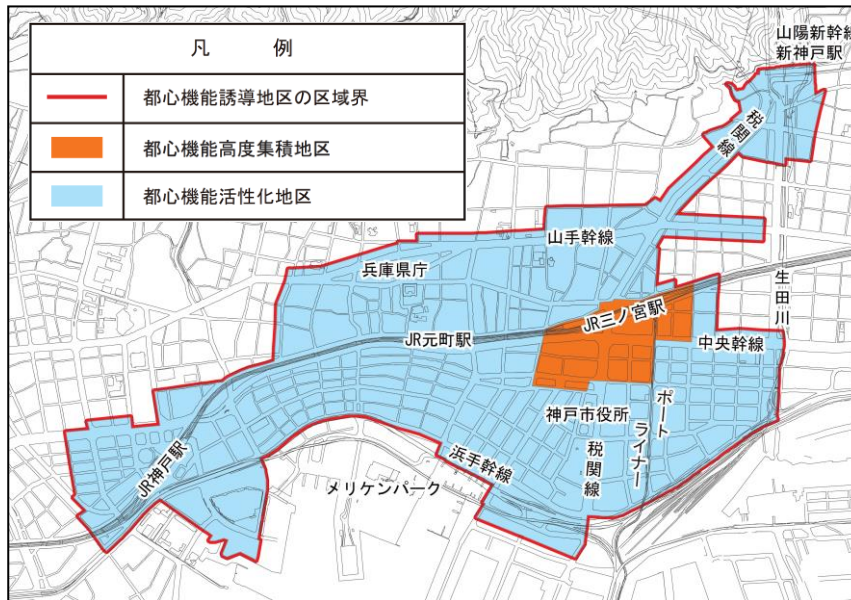 凡例
都心機能誘導地区の区域界
都心機能高度集積地区
都心機能活性化地区
山陽新幹線
新神戸駅
税関線
山手幹線
兵庫県庁
生田川
JR三ノ宮駅
JR元町駅
中央幹線
神戸市役所
ポートライナー
税関線
浜手幹線
JR神戸駅
メリケンパーク